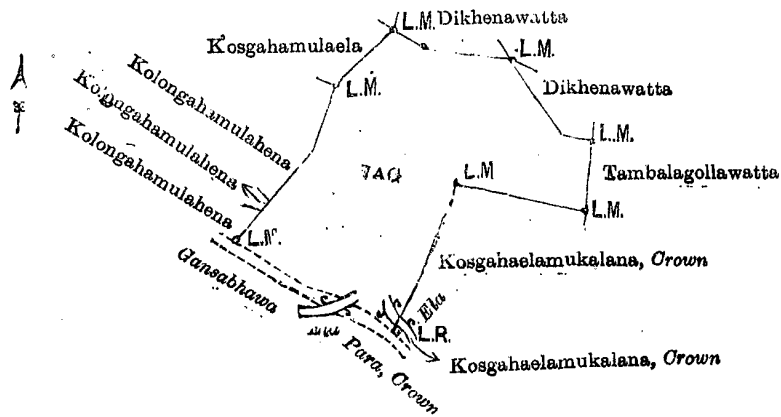 L.M. Dikhenawatta
Kosgahamulaela
L.M.
L.M.
Dikhenawatta
Kolongahamulahena
Kolongahamulahena
Kolongahamulahena
L.M.
L.M
Tambalagollawatta
L.M.
L.M.
Kosgahaelamukalana, Crown
Gansabhawa
Para, Crown
Ela
L.R.
Kosgahaelamukalana, Crown